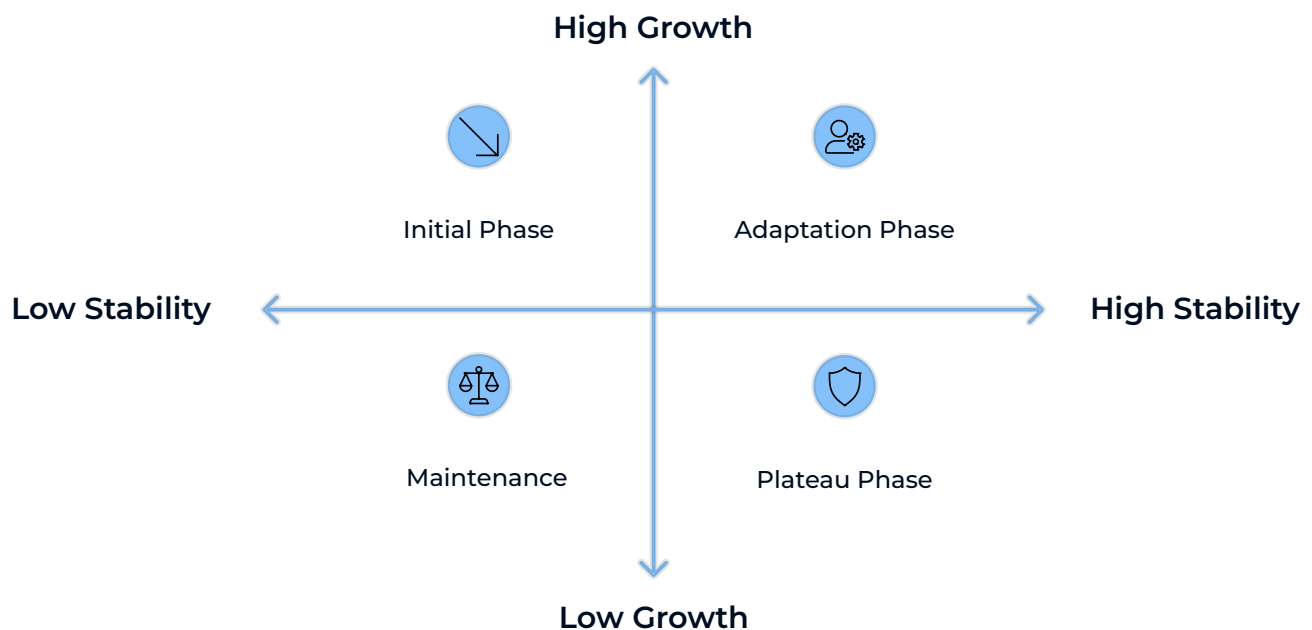 High Growth
Initial Phase
Adaptation Phase
Low Stability
High Stability
Maintenance
Plateau Phase
Low Growth